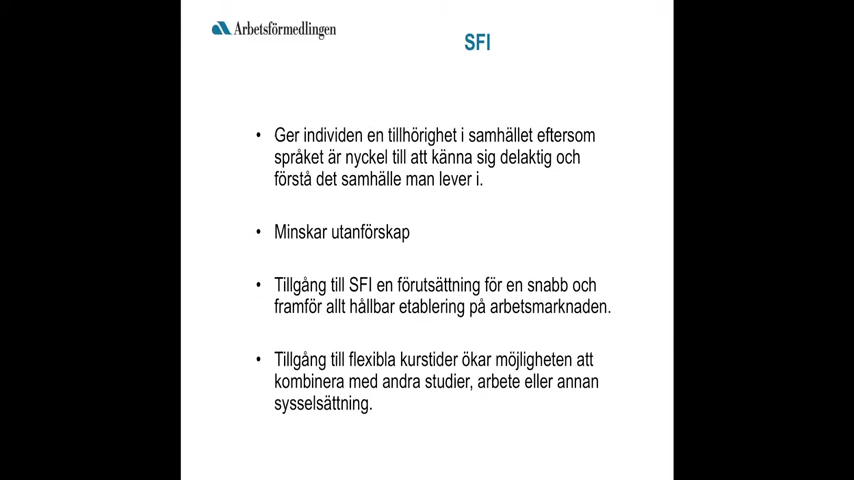 Arbetsförmedlingen
SFI
• Ger individen en tillhörighet i samhället eftersom
språket är nyckel till att känna sig delaktig och
förstå det samhälle man lever i.
• Minskar utanförskap
• Tillgång till SFI en förutsättning för en snabb och
framför allt hållbar etablering på arbetsmarknaden.
• Tillgång till flexibla kurstider ökar möjligheten att
kombinera med andra studier, arbete eller annan
sysselsättning.